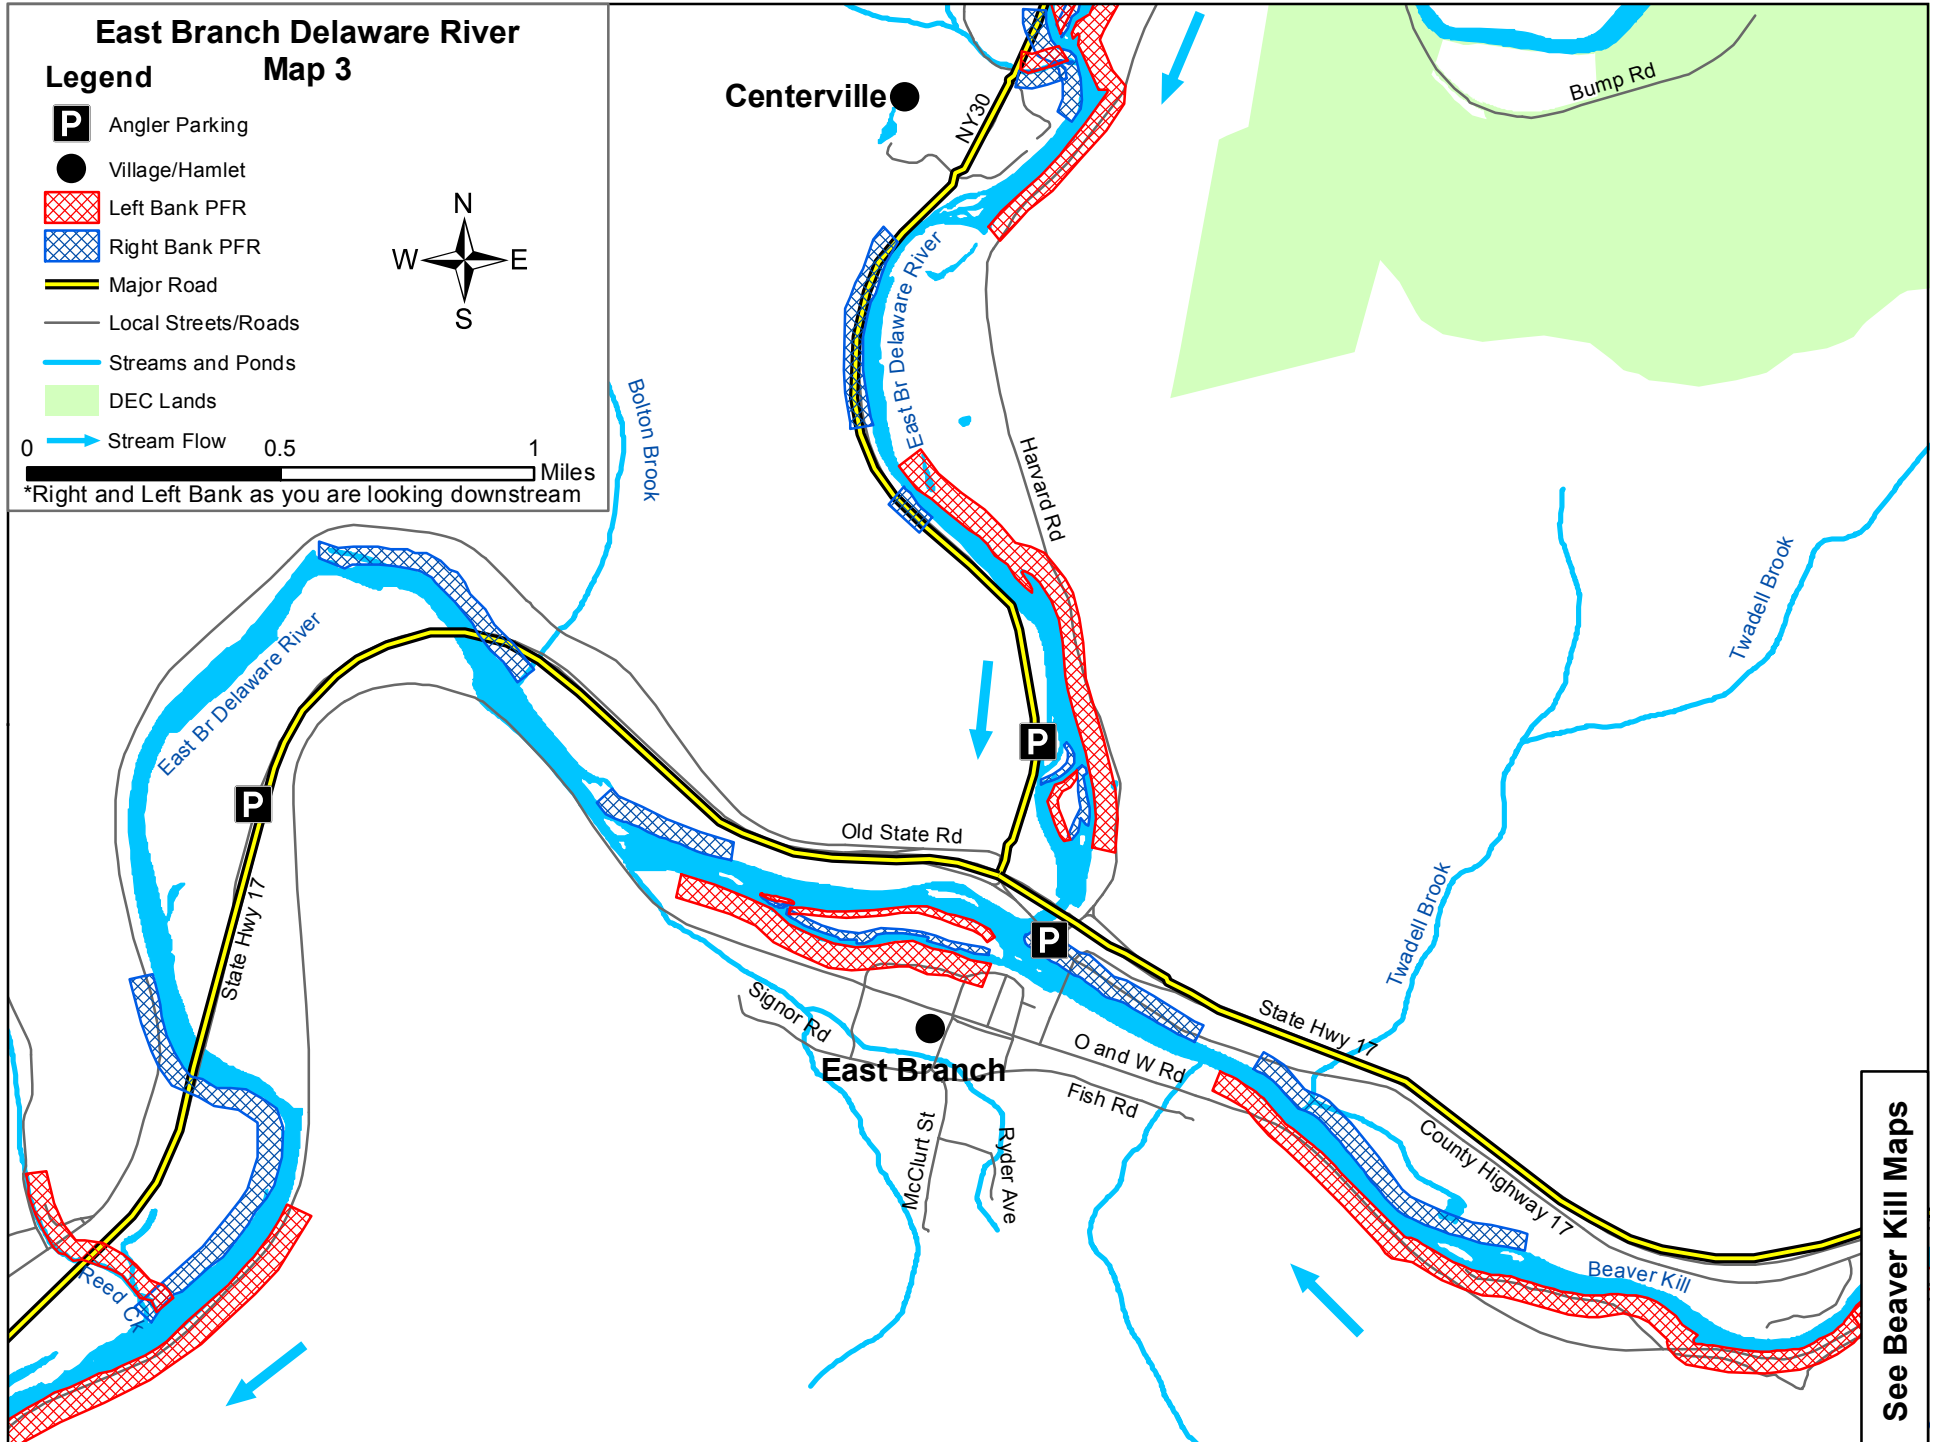 East Branch Delaware River
Map 3
Legend
P Angler Parking
Village/Hamlet
Left Bank PFR
Right Bank PFR
Major Road
Local Streets/Roads
Streams and Ponds
DEC Lands
Stream Flow
N
W E
S
0 0.5 1
Miles
*Right and Left Bank as you are looking downstream
Centerville
NY30
Bump Rd
East Br Delaware River
Bolton Brook
Harvard Rd
Twadell Brook
East Br Delaware River
P
P
Old State Rd
Twadell Brook
State Hwy 17
P
Signor Rd
State Hwy 17
East Branch
O and W Rd
Fish Rd
McClurt St
Ryder Ave
County Highway 17
Beaver Kill
Reed Ck
See Beaver Kill Maps